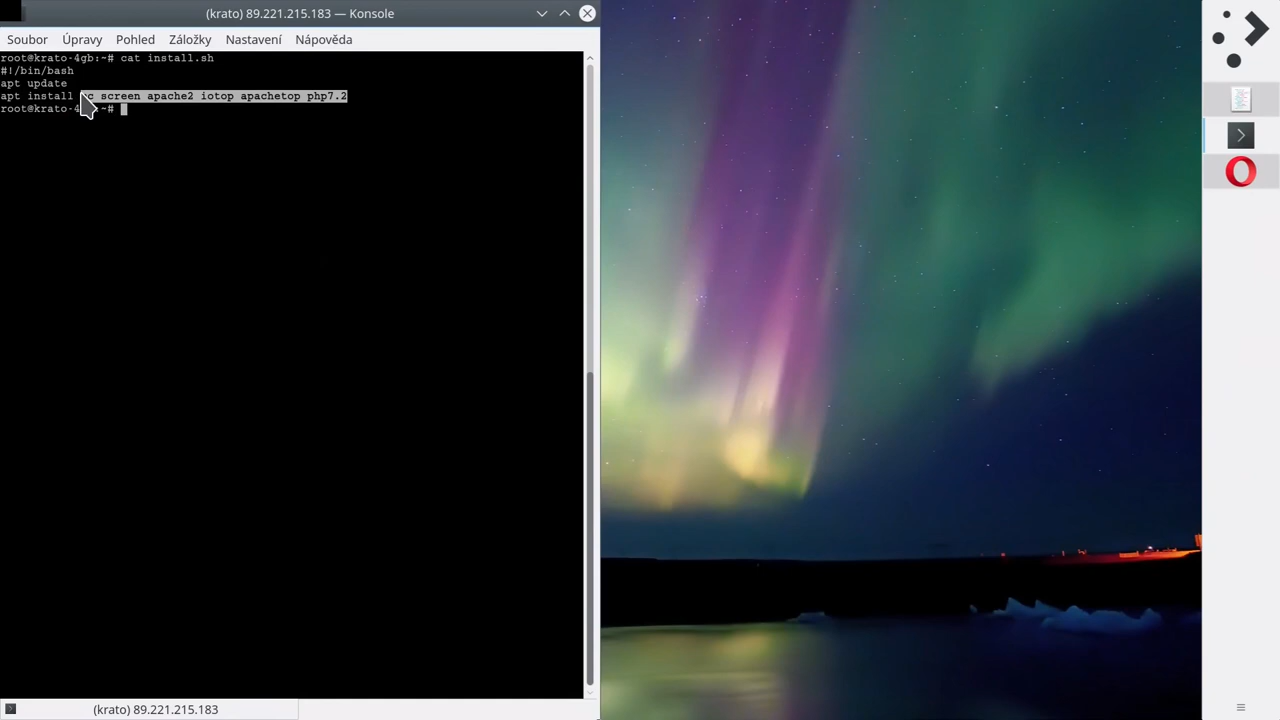 (krato) 89.221.215.183 — Konsole
Soubor Úpravy Pohled Záložky Nastavení Nápověda
root@krato-4gb:~# cat install.sh
#!/bin/bash
apt update
apt install screen apache2 iotop apachetop php7.2
root@krato-4 ~#
(krato) 89.221.215.183